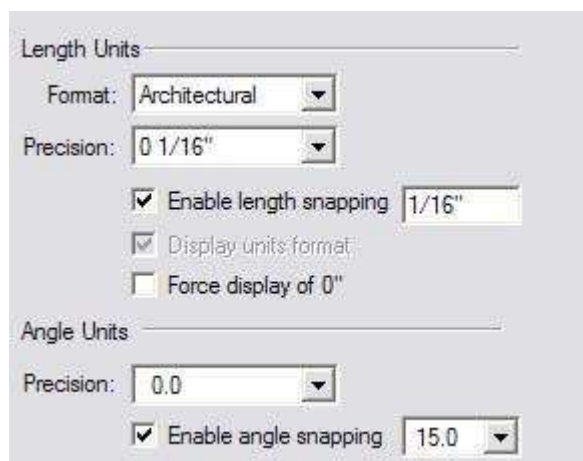 Length Units
Format: Architectural
Precision: 0 1/16"
Enable length snapping 1/16"
Display units format
Force display of 0"
Angle Units
Precision: 0.0
Enable angle snapping 15.0